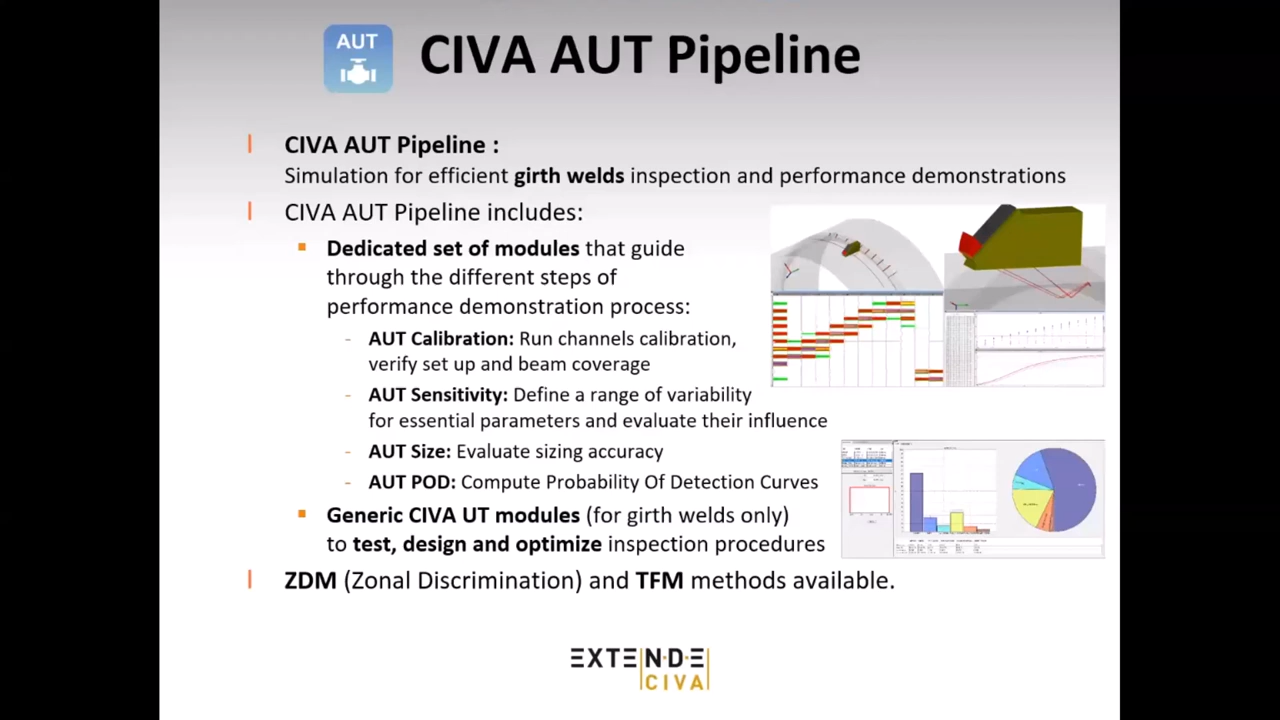 AUT
CIVA AUT Pipeline
CIVA AUT Pipeline :
Simulation for efficient girth welds inspection and performance demonstrations
CIVA AUT Pipeline includes:
Dedicated set of modules that guide
through the different steps of
performance demonstration process:
- AUT Calibration: Run channels calibration,
verify set up and beam coverage
- AUT Sensitivity: Define a range of variability
for essential parameters and evaluate their influence
- AUT Size: Evaluate sizing accuracy
- AUT POD: Compute Probability Of Detection Curves
Generic CIVA UT modules (for girth welds only)
to test, design and optimize inspection procedures
ZDM (Zonal Discrimination) and TFM methods available.
EXTENDE
CIVA